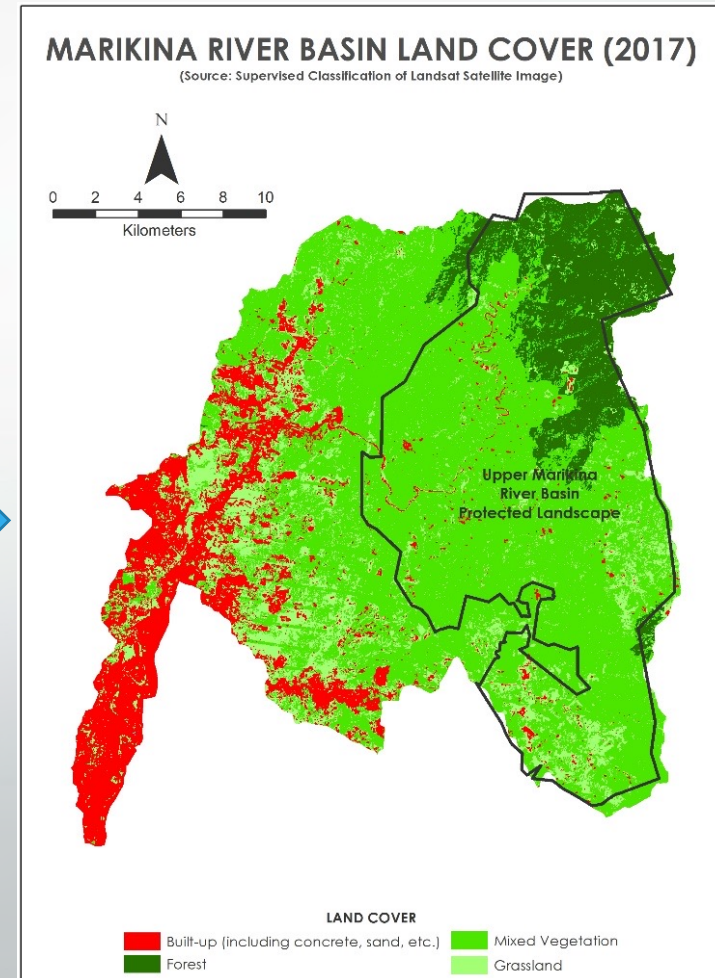 MARIKINA RIVER BASIN LAND COVER (2017)
(Source: Supervised Classification of Landsat Satellite Image)
N
0 2 4 6 8 10
Kilometers
Upper Marikina
River Basin
Protected Landscape
LAND COVER
Built-up (including concrete, sand, etc.)
Mixed Vegetation
Forest
Grassland